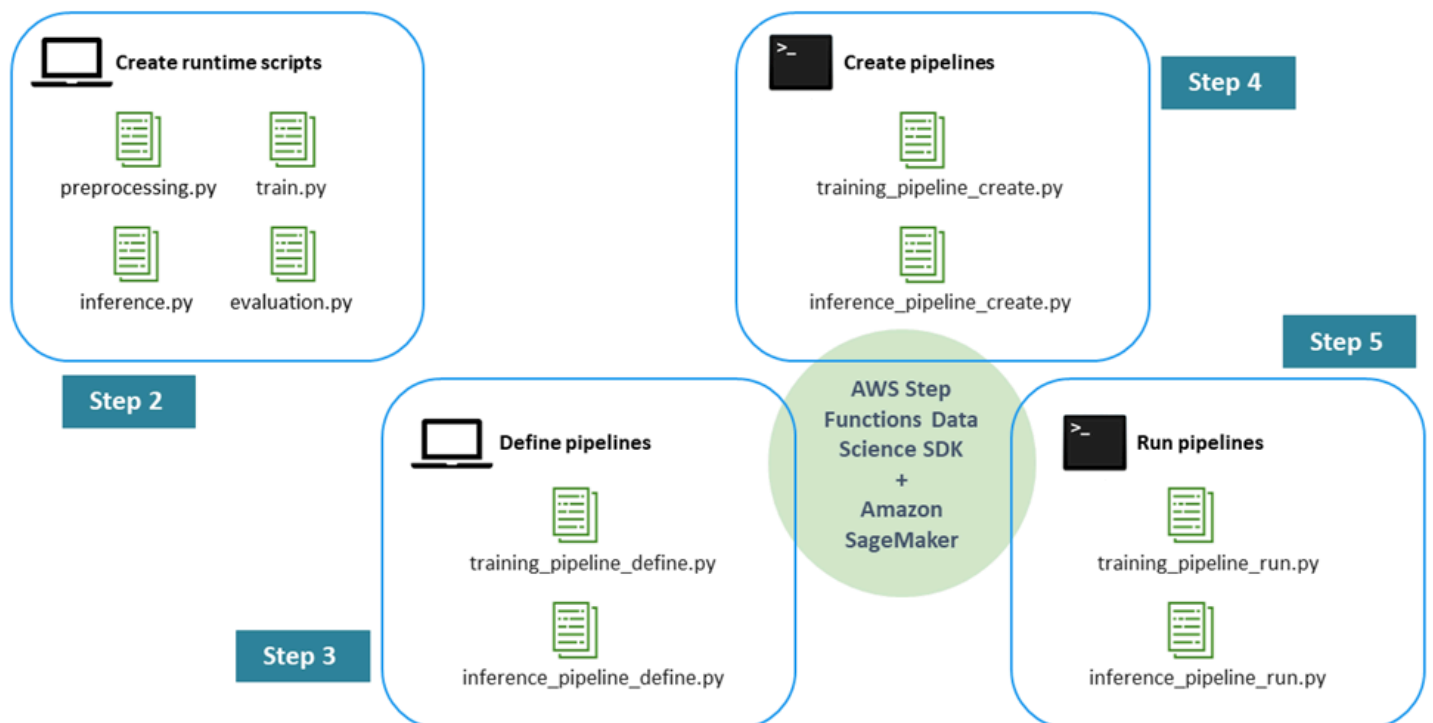 Create runtime scripts
preprocessing.py
train.py
inference.py
evaluation.py
Step 2
Define pipelines
training_pipeline_define.py
inference_pipeline_define.py
Step 3
>_
Create pipelines
training_pipeline_create.py
inference_pipeline_create.py
Step 4
AWS Step
Functions Data
Science SDK
+
Amazon
SageMaker
Step 5
>_
Run pipelines
training_pipeline_run.py
inference_pipeline_run.py